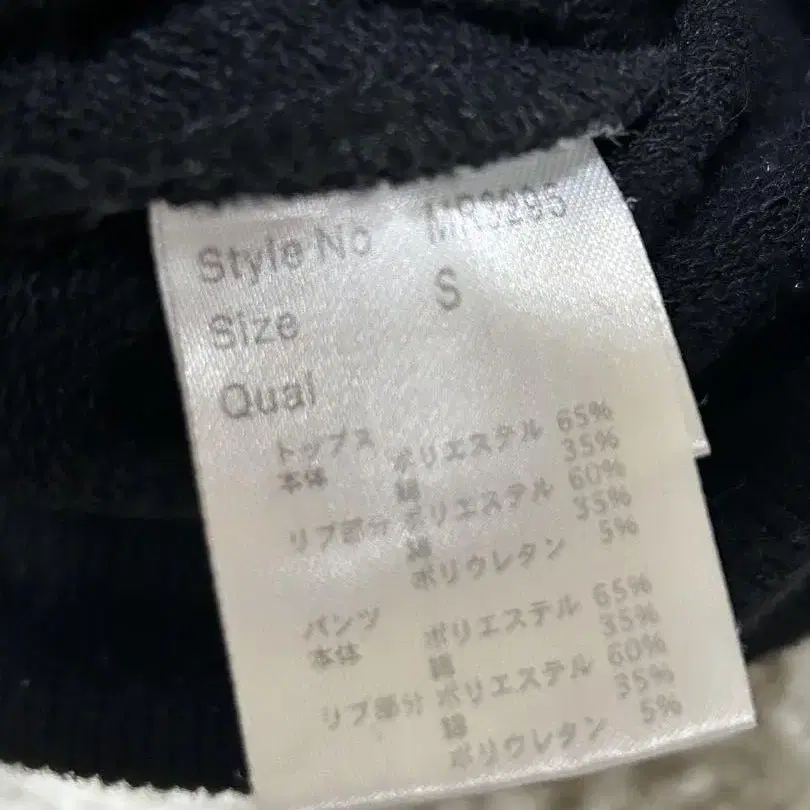 Style No MR9295
Size S
Qual
トップス
本体 ポリエステル 65%
綿 35%
リブ部分 ポリエステル 60%
綿 35%
ポリウレタン 5%
パンツ
本体 ポリエステル 65%
綿 35%
リブ部分 ポリエステル 60%
綿 35%
ポリウレタン 5%